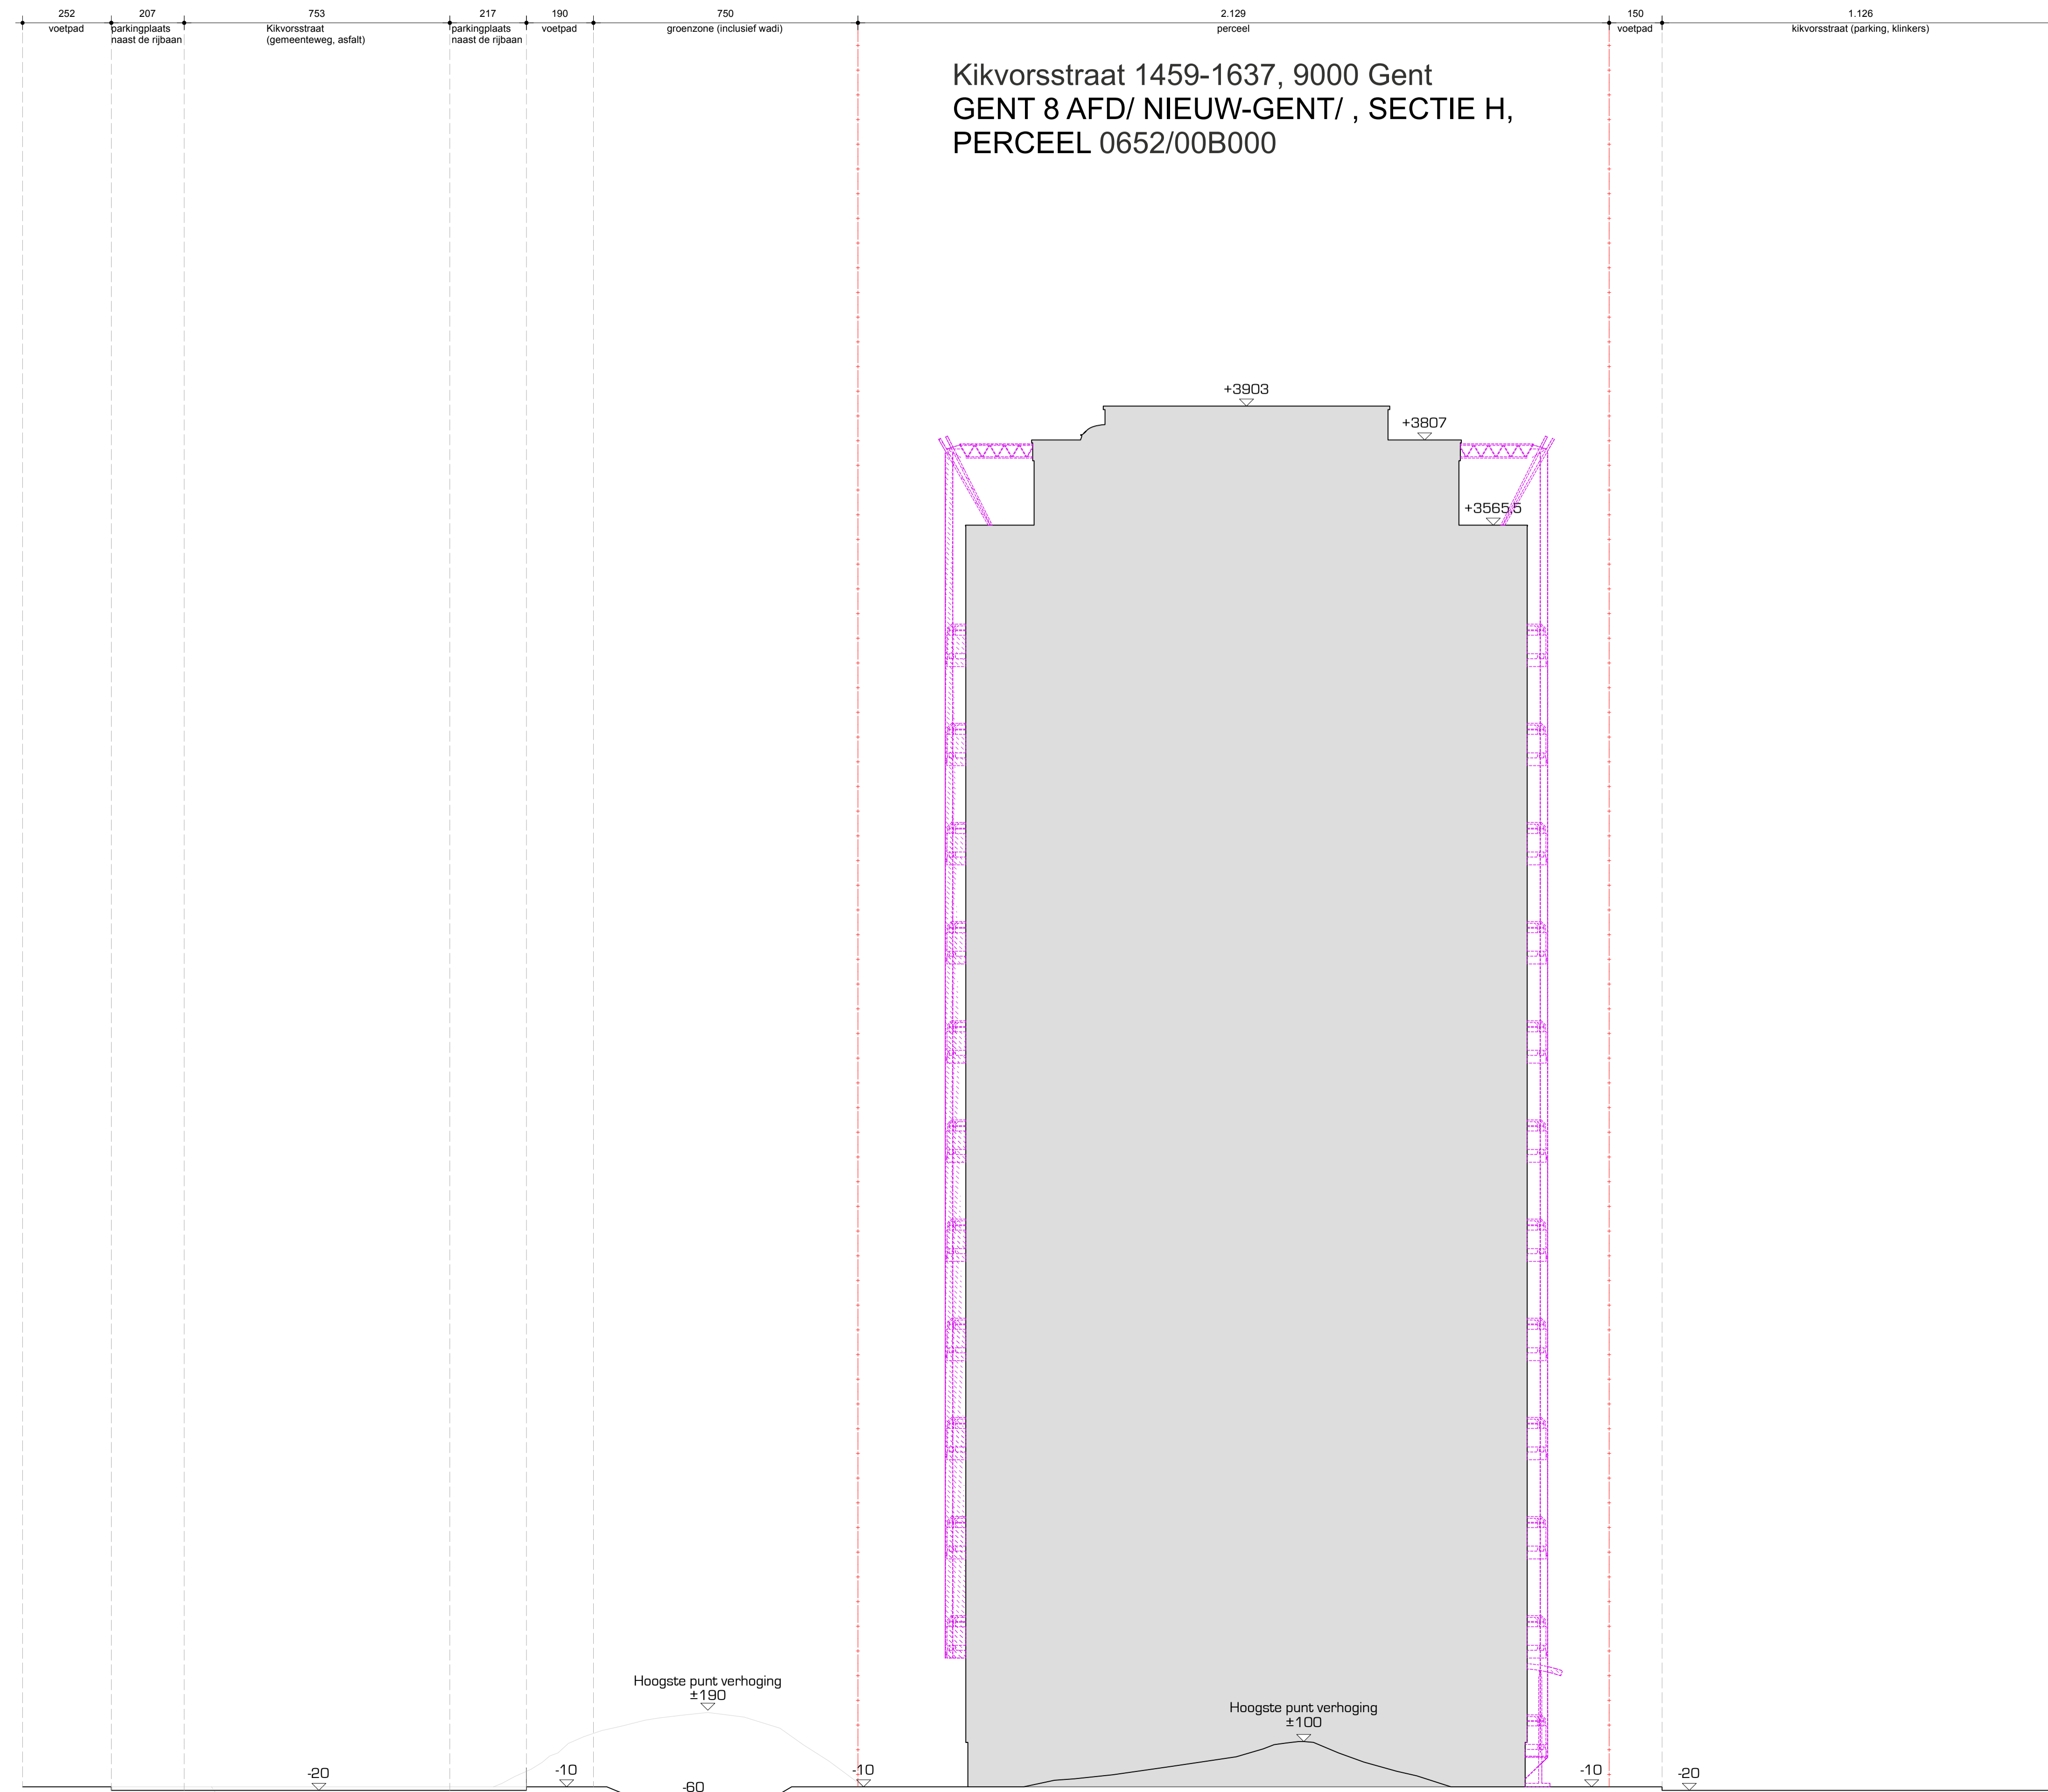 252 207 753 217 190 750 2.129 150 1.126
voetpad parkingplaats Kikvorsstraat parkingplaats voetpad groenzone (inclusief wadi) perceel voetpad kikvorsstraat (parking, klinkers)
naast de rijbaan (gemeenteweg, asfalt) naast de rijbaan
Kikvorsstraat 1459-1637, 9000 Gent
GENT 8 AFD/ NIEUW-GENT/ , SECTIE H,
PERCEEL 0652/00B000
+3903
+3807
+3565,5
Hoogste punt verhoging
±190
Hoogste punt verhoging
±100
-20 -10 -60 -10 -10 -20